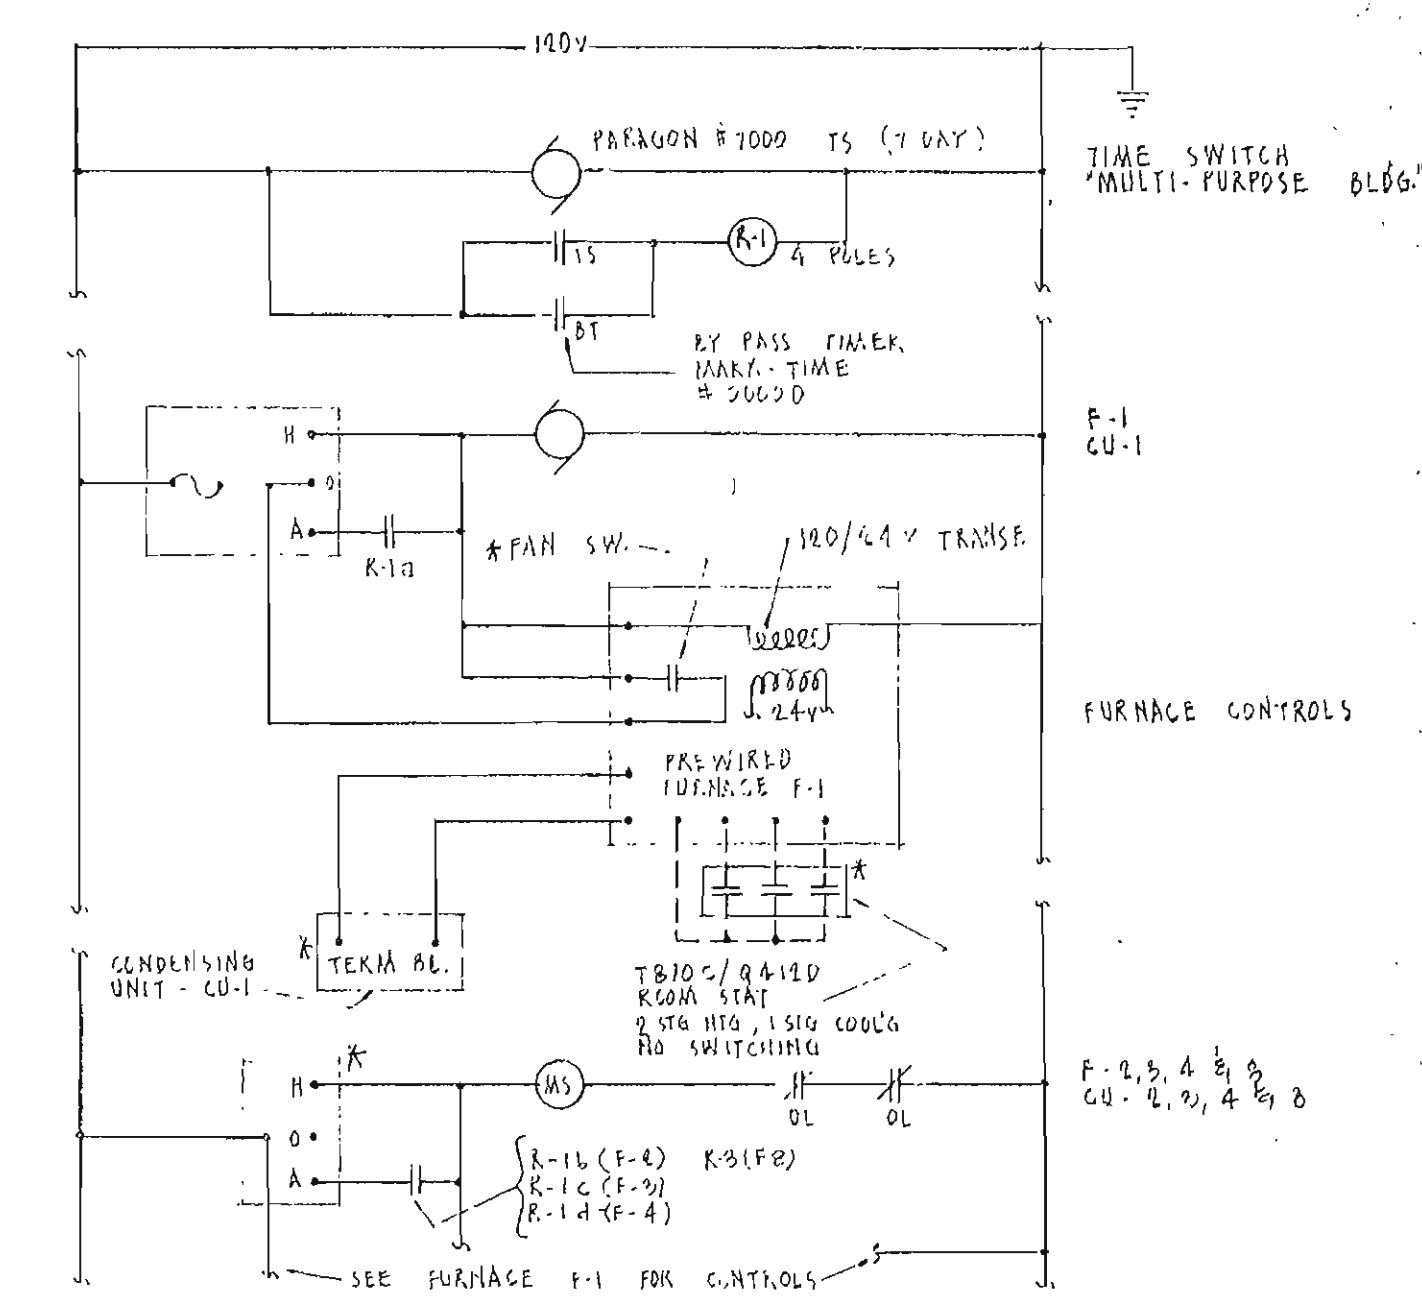 120V
PARAGON #7000 TS (7 DAY)
TIME SWITCH
"MULTI-PURPOSE BLDG."
R-1
4 POLES
TS
BT
BY PASS TIMER
MARK-TIME
H
F-1
CU-1
O
A
R-1a
*FAN SW.
120/24V TRANSF.
24V
FURNACE CONTROLS
PREWIRED
FURNACE F-1
*
CONDENSING
UNIT - CU-1
*
TERM BD.
ROOM STAT
2 STG HTG, 1 STG COOL'G
NO SWITCHING
*
H
MS
OL
OL
F-2, 3, 4 & 8
CU-2, 3, 4 & 8
O
A
R-1b (F-2) R-3 (F8)
R-1c (F-3)
R-1d (F-4)
SEE FURNACE F-1 FOR CONTROLS